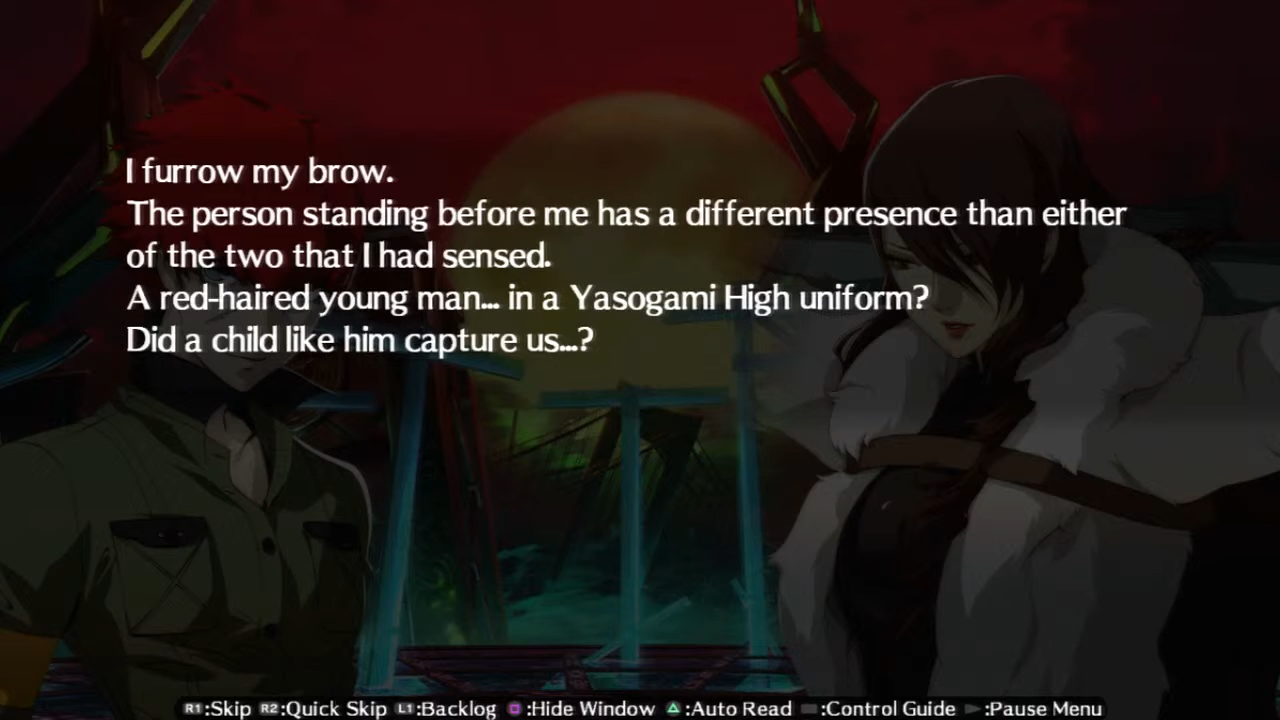 I furrow my brow.
The person standing before me has a different presence than either
of the two that I had sensed.
A red-haired young man... in a Yasogami High uniform?
Did a child like him capture us...?
R1:Skip R2:Quick Skip L1:Backlog :Hide Window :Auto Read :Control Guide :Pause Menu